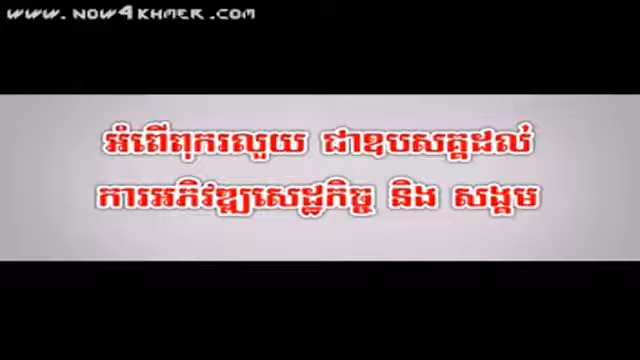 www.now4khmer.com
អំពើពុករលួយ ជាឧបសគ្គដល់
ការអភិវឌ្ឍសេដ្ឋកិច្ច និង សង្គម